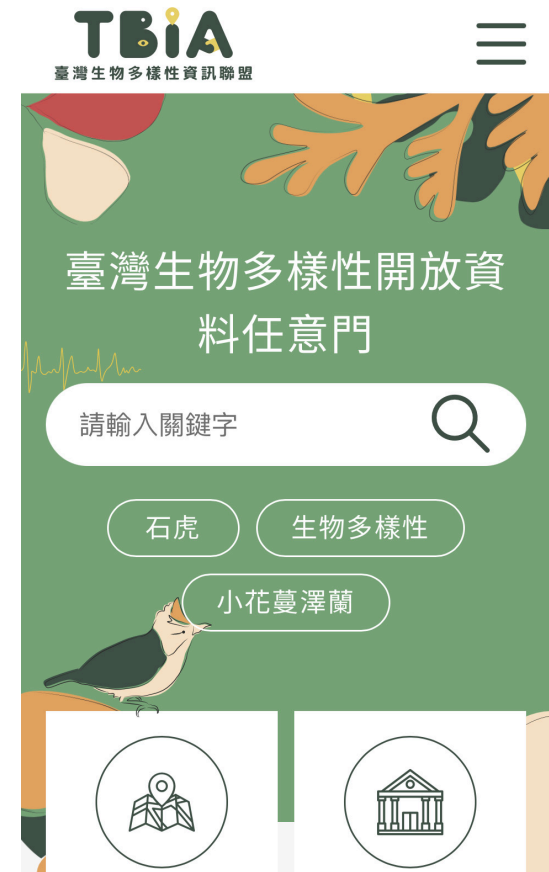 TBiA
臺灣生物多樣性資訊聯盟
臺灣生物多樣性開放資
料任意門
請輸入關鍵字
石虎
生物多樣性
小花蔓澤蘭